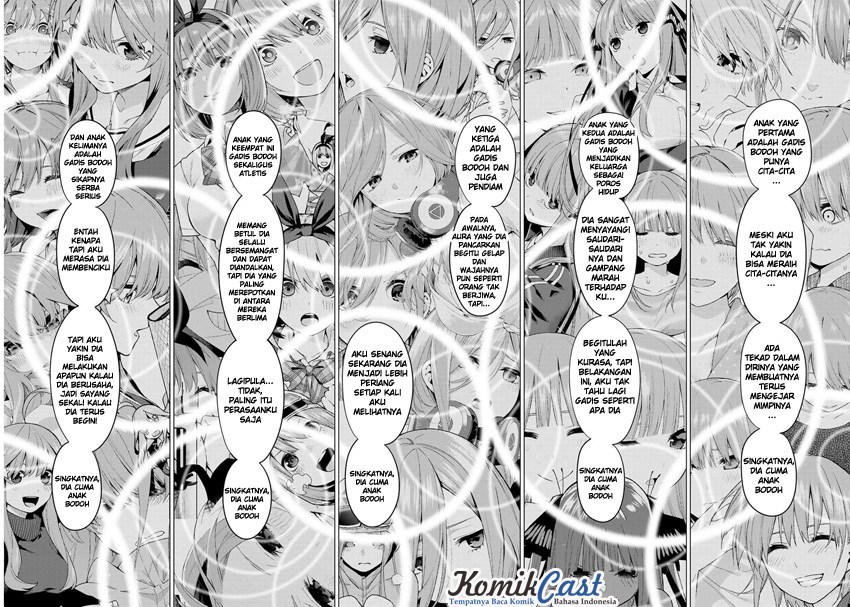 ANAK YANG
PERTAMA
ADALAH GADIS
BODOH YANG
PUNYA
CITA-CITA
...
MESKI AKU
TAK YAKIN
KALAU DIA
BISA MERAIH
CITA-CITANYA
...
ADA
TEKAD DALAM
DIRINYA YANG
MEMBUATNYA
TERUS
MENGEJAR
MIMPINYA...
SINGKATNYA,
DIA CUMA
ANAK
BODOH
ANAK YANG
KEDUA ADALAH
GADIS BODOH
YANG
MENJADIKAN
KELUARGA
SEBAGAI
POROS
HIDUP
DIA SANGAT
MENYAYANGI
SAUDARI-
SAUDARI
NYA DAN
GAMPANG
MARAH
TERHADAP
KU...
BEGITULAH
YANG
KURASA, TAPI
BELAKANGAN
INI, AKU TAK
TAHU LAGI
GADIS SEPERTI
APA DIA
SINGKATNYA,
DIA CUMA
ANAK
BODOH
YANG
KETIGA
ADALAH
GADIS
BODOH DAN
JUGA
PENDIAM
PADA
AWALNYA,
AURA YANG DIA
PANCARKAN
BEGITU GELAP
DAN
WAJAHNYA
PUN SEPERTI
ORANG TAK
BERJIWA,
TAPI...
AKU SENANG
SEKARANG DIA
MENJADI LEBIH
PERIANG
SETIAP KALI
AKU
MELIHATNYA
SINGKATNYA,
DIA CUMA
ANAK
BODOH
ANAK YANG
KEEMPAT INI
GADIS BODOH
SEKALIGUS
ATLETIS
MEMANG
BETUL DIA
SELALU
BERSEMANGAT
DAN DAPAT
DIANDALKAN,
TAPI DIA YANG
PALING
MEREPOTKAN
DI ANTARA
MEREKA
BERLIMA
LAGIPULA...
TIDAK,
PALING ITU
PERASAANKU
SAJA
SINGKATNYA,
DIA CUMA
ANAK
BODOH
DAN ANAK
KELIMANYA
ADALAH
GADIS BODOH
YANG
SIKAPNYA
SERBA
SERIUS
ENTAH
KENAPA
TAPI AKU
MERASA DIA
MEMBENCIKU
TAPI AKU
YAKIN DIA
BISA
MELAKUKAN
APAPUN KALAU
DIA BERUSAHA,
JADI SAYANG
SEKALI KALAU
DIA TERUS
BEGINI
SINGKATNYA,
DIA CUMA
ANAK
BODOH
KomikCast
Tempatnya Baca Komik Bahasa Indonesia